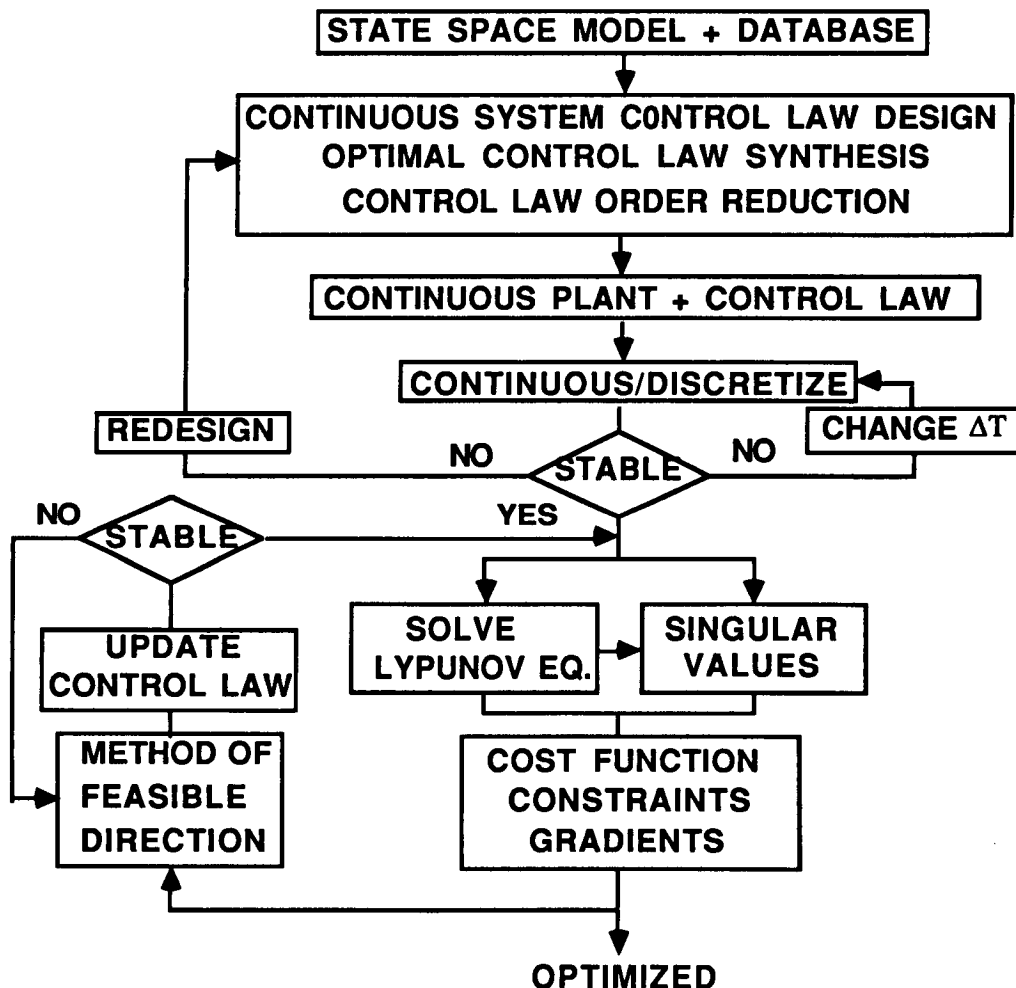 STATE SPACE MODEL + DATABASE
CONTINUOUS SYSTEM C0NTROL LAW DESIGN
OPTIMAL CONTROL LAW SYNTHESIS
CONTROL LAW ORDER REDUCTION
CONTINUOUS PLANT + CONTROL LAW
CONTINUOUS/DISCRETIZE
REDESIGN
CHANGE ΔT
NO
STABLE
NO
YES
NO
STABLE
UPDATE
CONTROL LAW
METHOD OF
FEASIBLE
DIRECTION
SOLVE
LYPUNOV EQ.
SINGULAR
VALUES
COST FUNCTION
CONSTRAINTS
GRADIENTS
OPTIMIZED